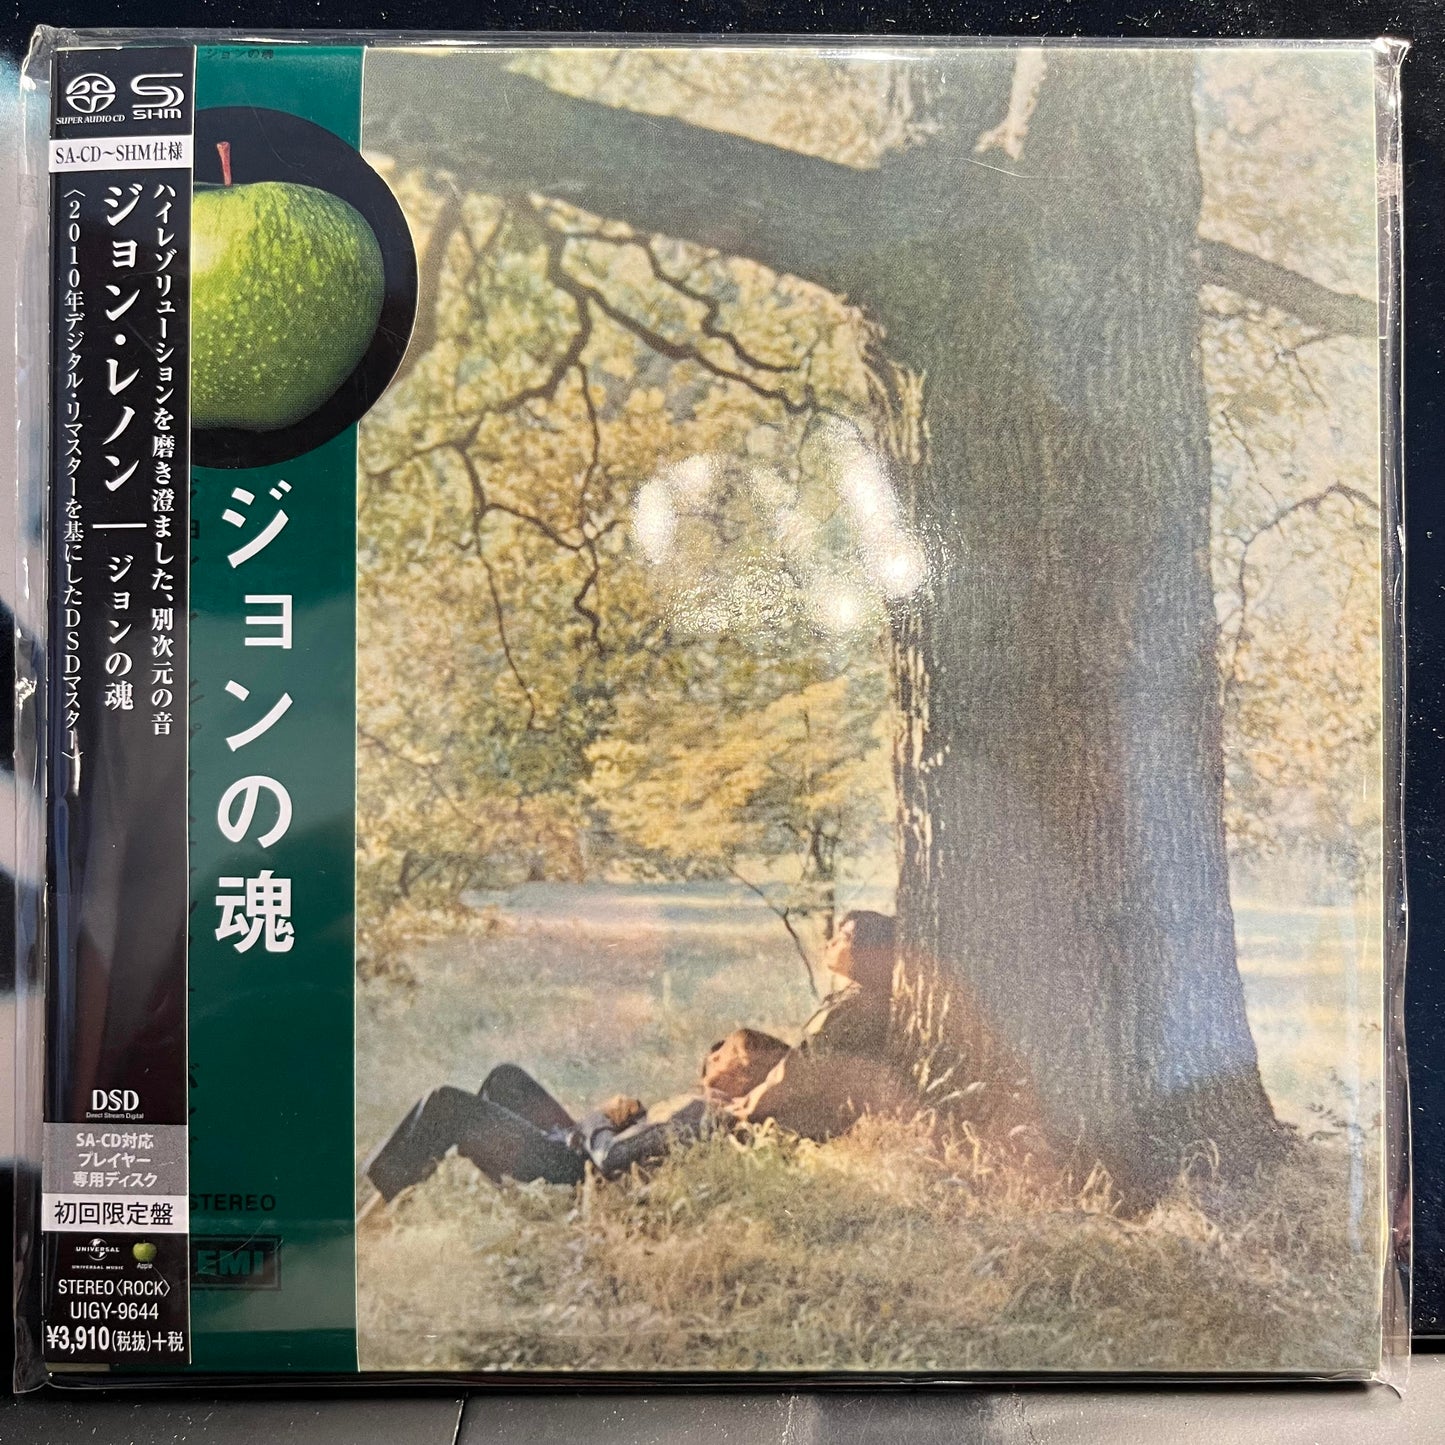 SUPER AUDIO CD
SHM
SA-CD～SHM仕様
ハイレゾリューションを磨き澄ました、別次元の音
ジョン・レノン｜ジョンの魂
〈2010年デジタル・リマスターを基にしたDSDマスター〉
DSD
Direct Stream Digital
SA-CD対応
プレイヤー
専用ディスク
初回限定盤
UNIVERSAL
UNIVERSAL MUSIC
Apple
STEREO〈ROCK〉
UIGY-9644
¥3,910(税抜)+税
ジョンの魂
ジョンの魂
STEREO
EMI